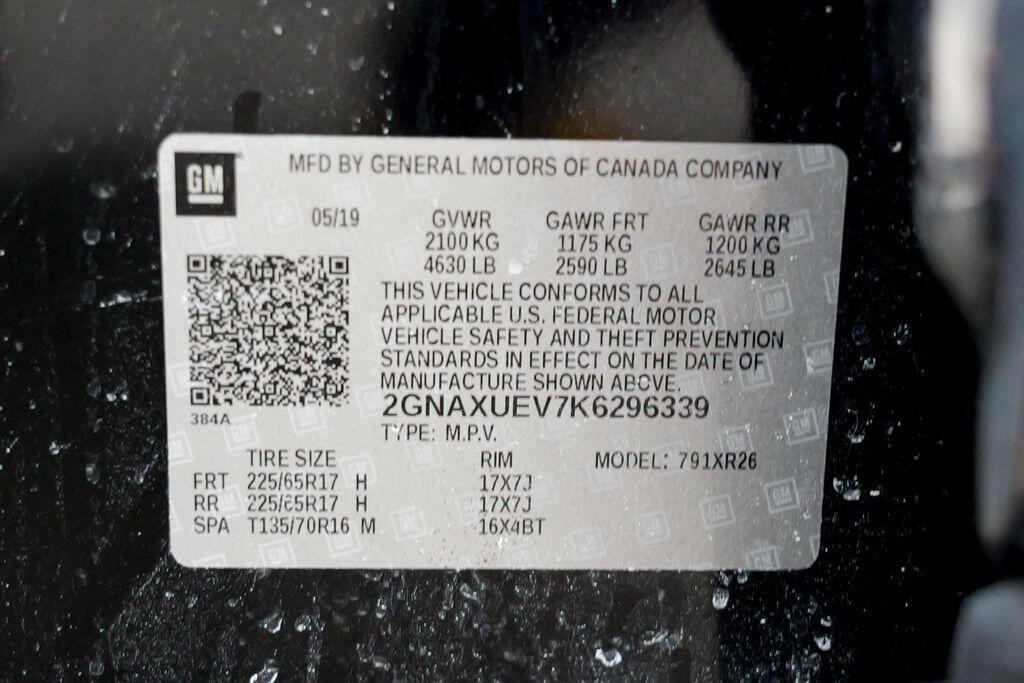 GM
MFD BY GENERAL MOTORS OF CANADA COMPANY
05/19 GVWR GAWR FRT GAWR RR
2100 KG 1175 KG 1200 KG
4630 LB 2590 LB 2645 LB
THIS VEHICLE CONFORMS TO ALL
APPLICABLE U.S. FEDERAL MOTOR
VEHICLE SAFETY AND THEFT PREVENTION
STANDARDS IN EFFECT ON THE DATE OF
MANUFACTURE SHOWN ABOVE.
2GNAXUEV7K6296339
384A
TYPE: M.P.V.
TIRE SIZE RIM MODEL: 791XR26
FRT 225/65R17 H 17X7J
RR 225/65R17 H 17X7J
SPA T135/70R16 M 16X4BT